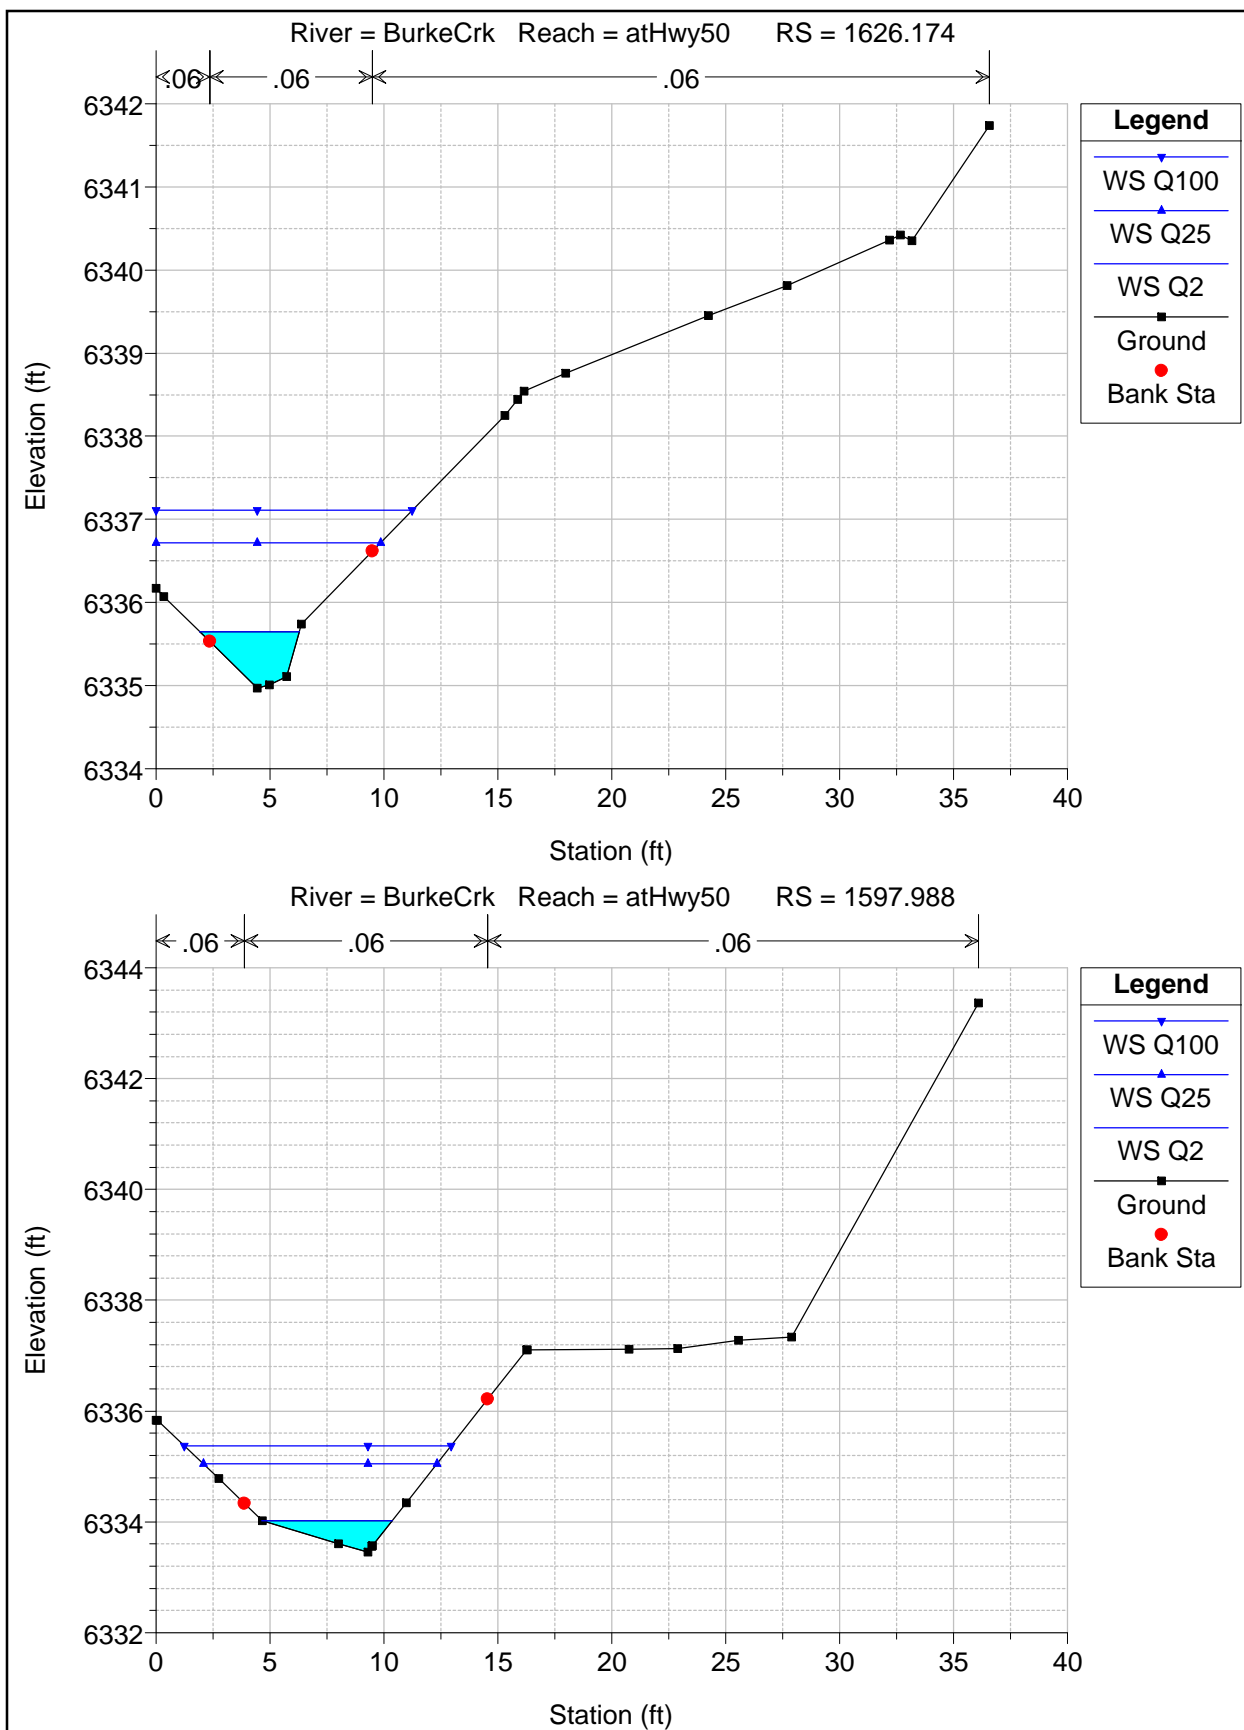 River = BurkeCrk   Reach = atHwy50   RS = 1626.174
.06 .06 .06
6342
6341
6340
6339
6338
6337
6336
6335
6334
Elevation (ft)
0 5 10 15 20 25 30 35 40
Station (ft)
Legend
WS Q100
WS Q25
WS Q2
Ground
Bank Sta
River = BurkeCrk   Reach = atHwy50   RS = 1597.988
.06 .06 .06
6344
6342
6340
6338
6336
6334
6332
Elevation (ft)
0 5 10 15 20 25 30 35 40
Station (ft)
Legend
WS Q100
WS Q25
WS Q2
Ground
Bank Sta